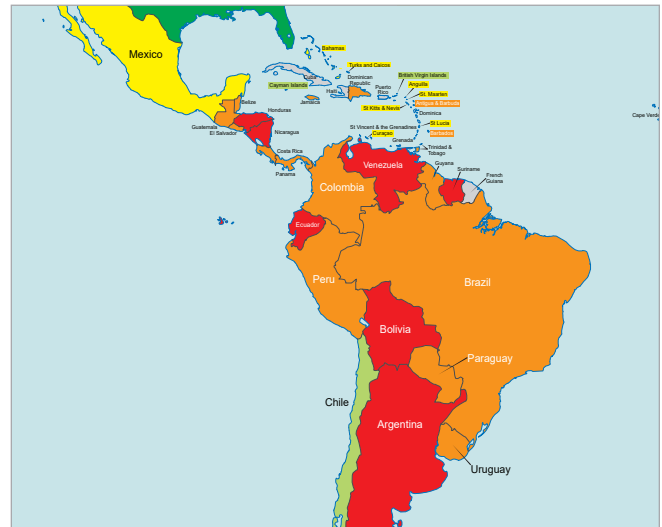 Mexico
Bahamas
Turks and Caicos
Cuba
Dominican
Republic
British Virgin Islands
Cayman Islands
Haiti
Puerto
Rico
Anguilla
St. Maarten
Jamaica
St Kitts & Nevis
Antigua & Barbuda
Belize
Dominica
Honduras
Cape Verde
St Lucia
Guatemala
El Salvador
Nicaragua
St Vincent & the Grenadines
Curaçao
Barbados
Grenada
Trinidad &
Tobago
Costa Rica
Panama
Venezuela
Guyana
Suriname
French
Guiana
Colombia
Ecuador
Peru
Brazil
Bolivia
Paraguay
Chile
Argentina
Uruguay